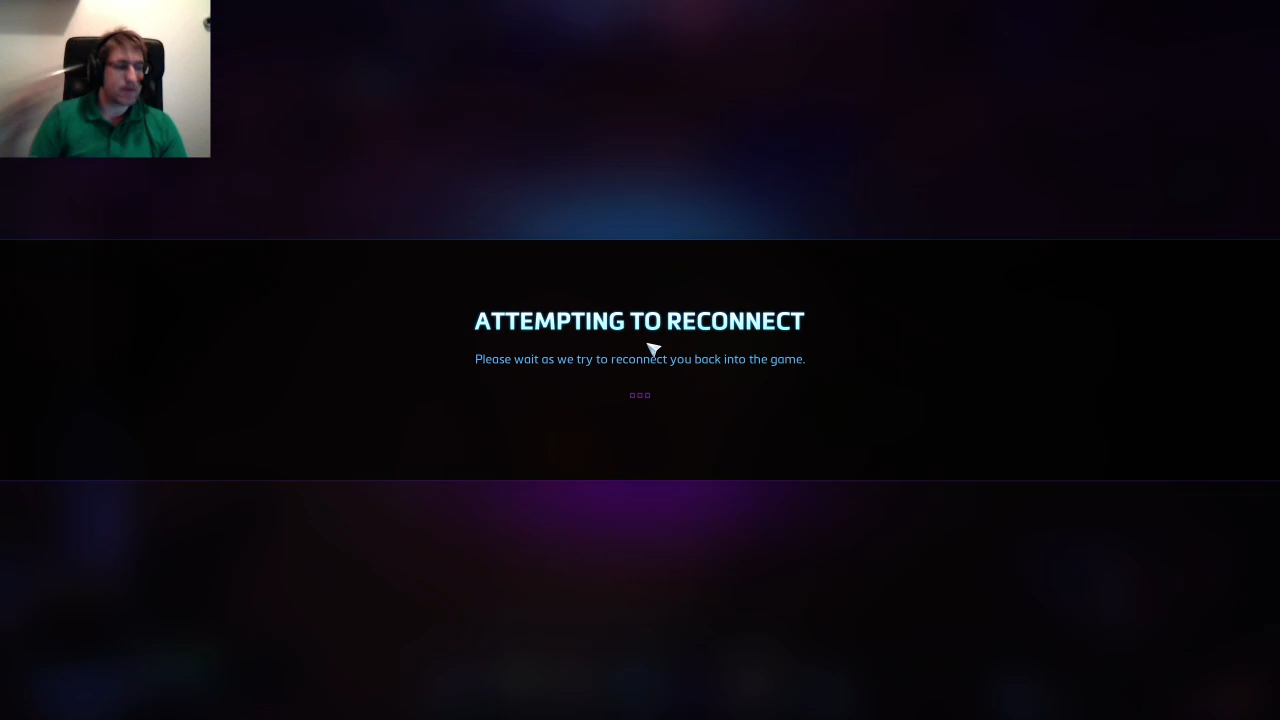 ATTEMPTING TO RECONNECT
Please wait as we try to reconnect you back into the game.